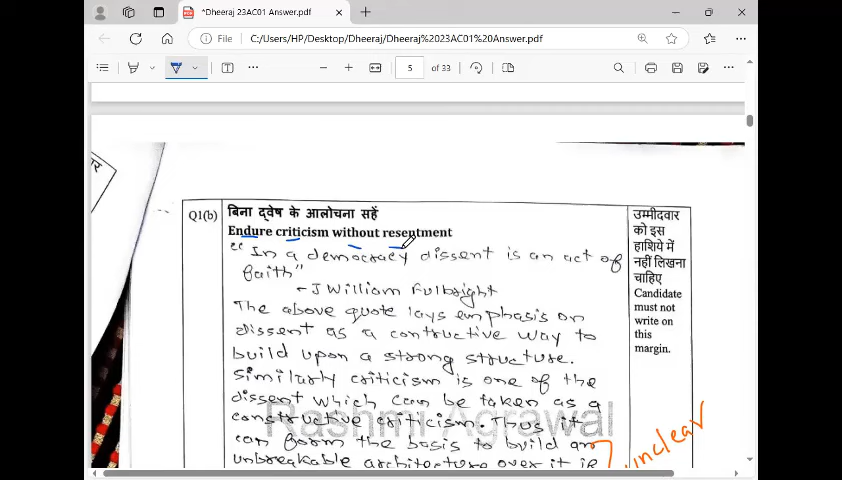 *Dheeraj 23AC01 Answer.pdf
File
C:/Users/HP/Desktop/Dheeraj/Dheeraj%2023AC01%20Answer.pdf
5 of 33
Q1(b)
बिना द्वेष के आलोचना सहें
Endure criticism without resentment
"In a democracy dissent is an act of
faith"
- J William Fulbright
The above quote lays emphasis on
dissent as a contructive way to
build upon a strong structure.
Similarly criticism is one of the
dissent which can be taken as a
constructive criticism. Thus it
can form the basis to build an
unbreakable architecture over it ie
उम्मीदवार
को इस
हाशिये में
नहीं लिखना
चाहिए
Candidate
must not
write on
this
margin.
unclear
Rashmi Agrawal